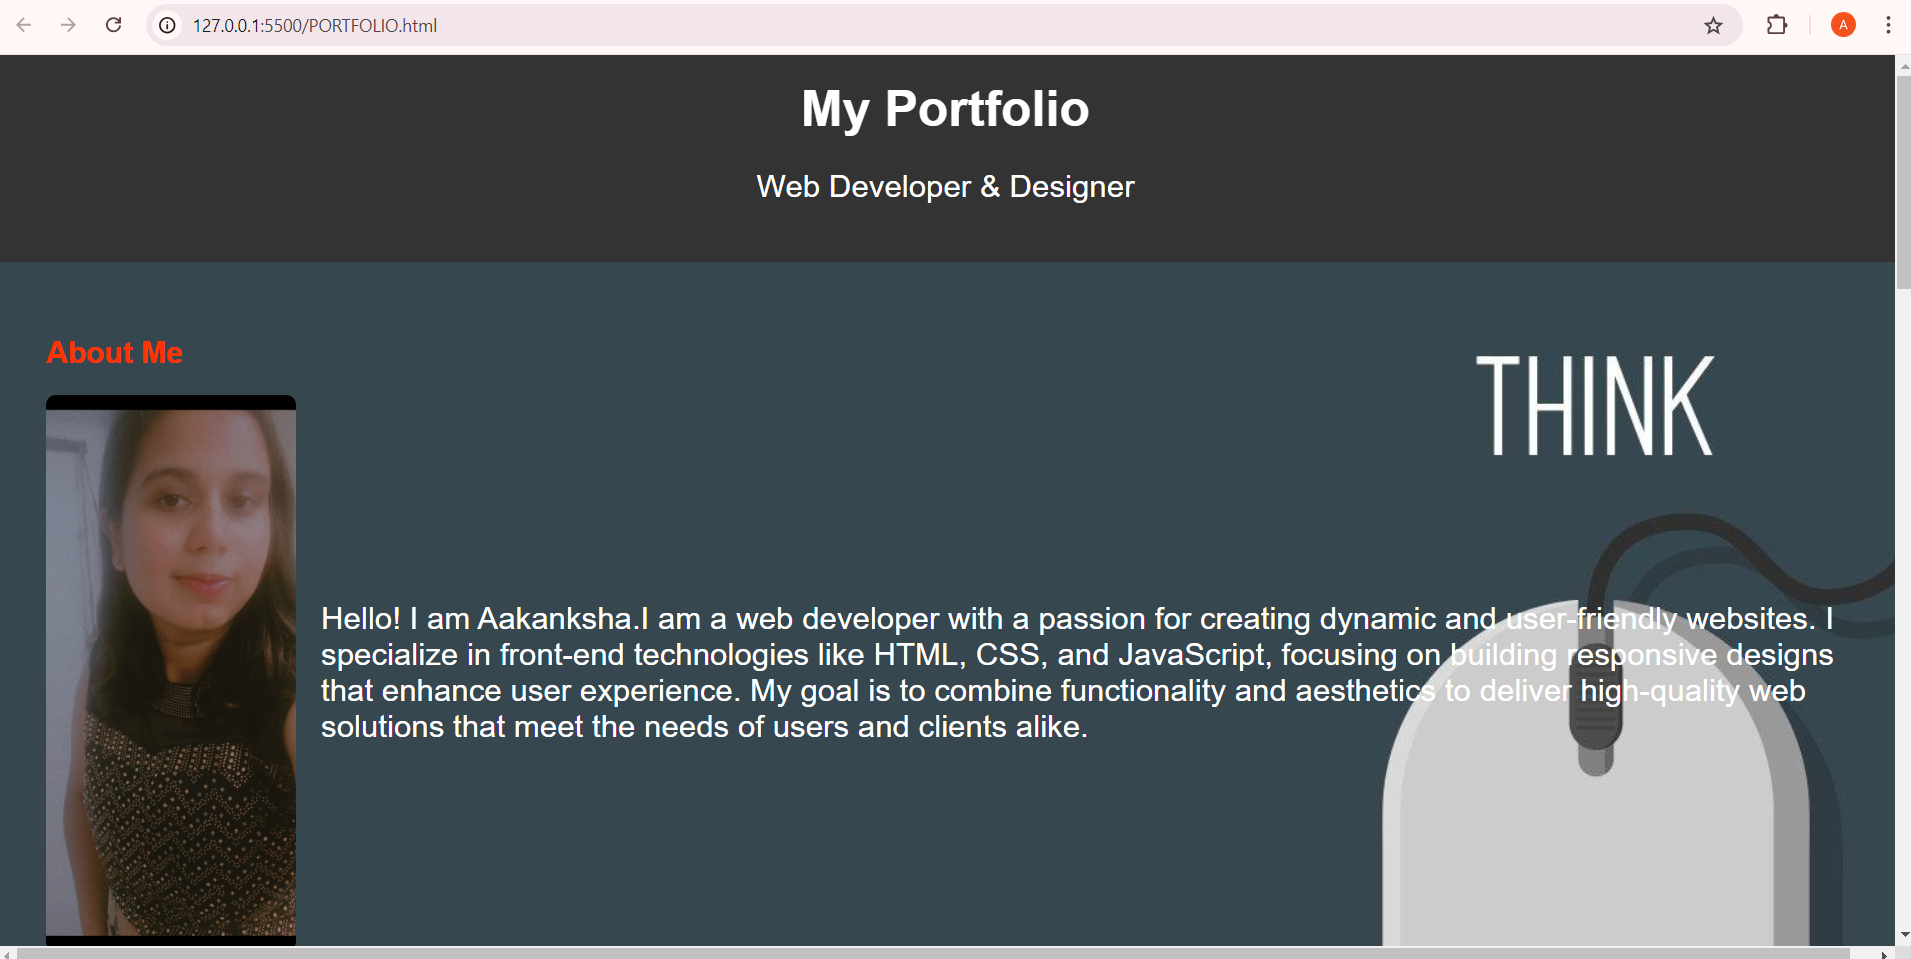 127.0.0.1:5500/PORTFOLIO.html
A
My Portfolio
Web Developer & Designer
About Me
THINK
Hello! I am Aakanksha.I am a web developer with a passion for creating dynamic and user-friendly websites. I
specialize in front-end technologies like HTML, CSS, and JavaScript, focusing on building responsive designs
that enhance user experience. My goal is to combine functionality and aesthetics to deliver high-quality web
solutions that meet the needs of users and clients alike.